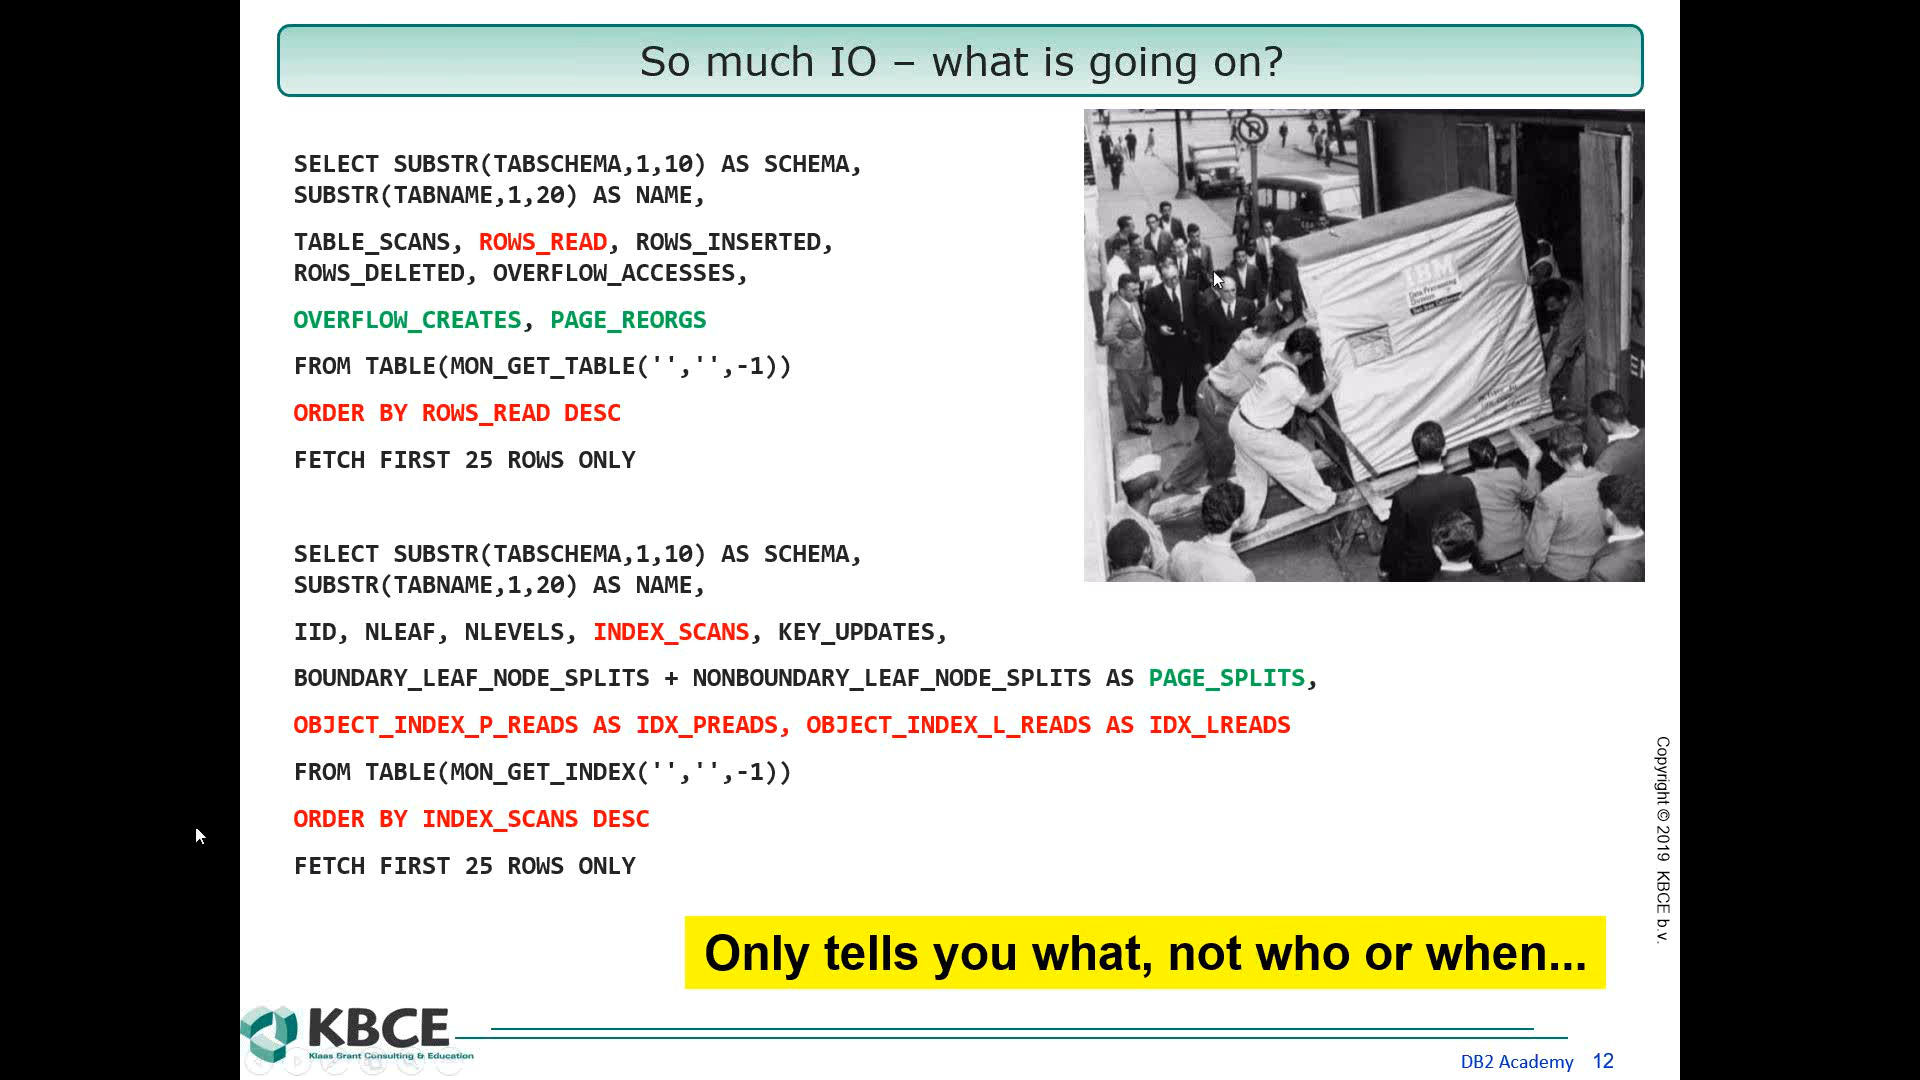 So much IO – what is going on?
SELECT SUBSTR(TABSCHEMA,1,10) AS SCHEMA,
SUBSTR(TABNAME,1,20) AS NAME,
TABLE_SCANS, ROWS_READ, ROWS_INSERTED,
ROWS_DELETED, OVERFLOW_ACCESSES,
OVERFLOW_CREATES, PAGE_REORGS
FROM TABLE(MON_GET_TABLE('','',-1))
ORDER BY ROWS_READ DESC
FETCH FIRST 25 ROWS ONLY
IBM
Data Processing
Division
SELECT SUBSTR(TABSCHEMA,1,10) AS SCHEMA,
SUBSTR(TABNAME,1,20) AS NAME,
IID, NLEAF, NLEVELS, INDEX_SCANS, KEY_UPDATES,
BOUNDARY_LEAF_NODE_SPLITS + NONBOUNDARY_LEAF_NODE_SPLITS AS PAGE_SPLITS,
OBJECT_INDEX_P_READS AS IDX_PREADS, OBJECT_INDEX_L_READS AS IDX_LREADS
FROM TABLE(MON_GET_INDEX('','',-1))
ORDER BY INDEX_SCANS DESC
FETCH FIRST 25 ROWS ONLY
Only tells you what, not who or when...
Copyright © 2019 KBCE b.v.
KBCE
Klaas Brant Consulting & Education
DB2 Academy 12